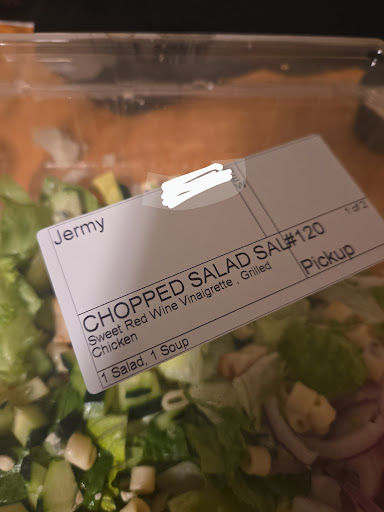 Jermy
1 of 2
CHOPPED SALAD SAL#120
Sweet Red Wine Vinaigrette , Grilled
Chicken
Pickup
1 Salad, 1 Soup